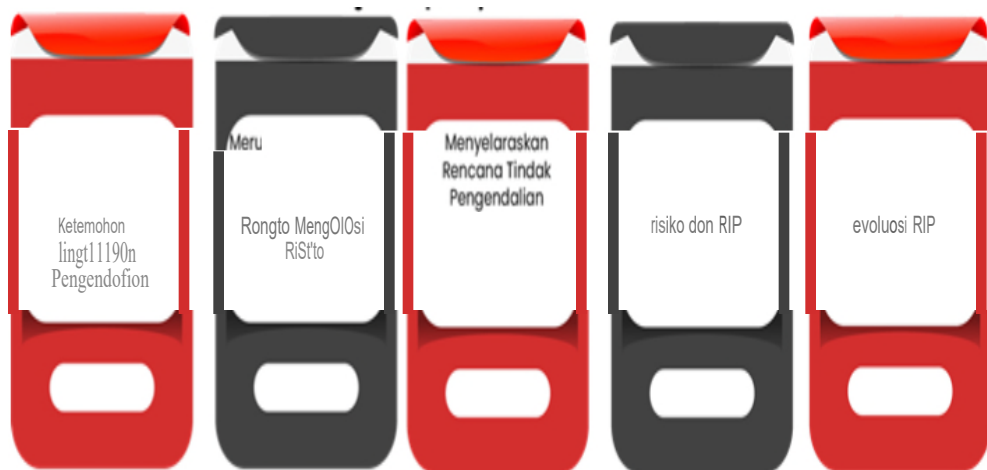 Ketemohon
lingt11190n
Pengendofion
Meru
Rongto MengOlOsi
RiSt'to
Menyelaraskan
Rencana Tindak
Pengendalian
risiko don RIP
evoluosi RIP